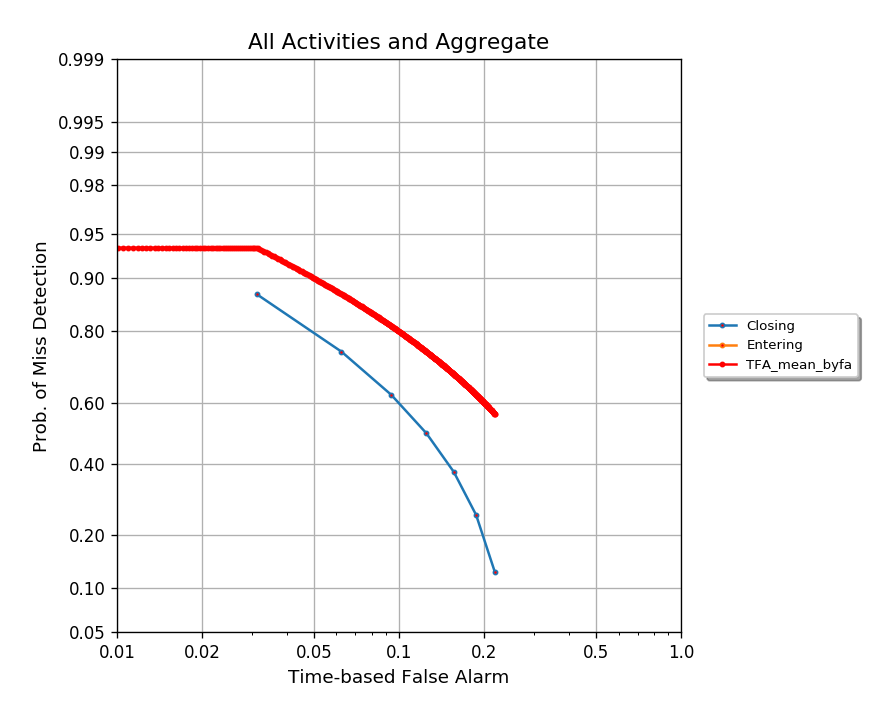 All Activities and Aggregate
0.999
0.995
0.99
0.98
0.95
0.90
0.80
0.60
0.40
0.20
0.10
0.05
Prob. of Miss Detection
0.01 0.02 0.05 0.1 0.2 0.5 1.0
Time-based False Alarm
Closing
Entering
TFA_mean_byfa